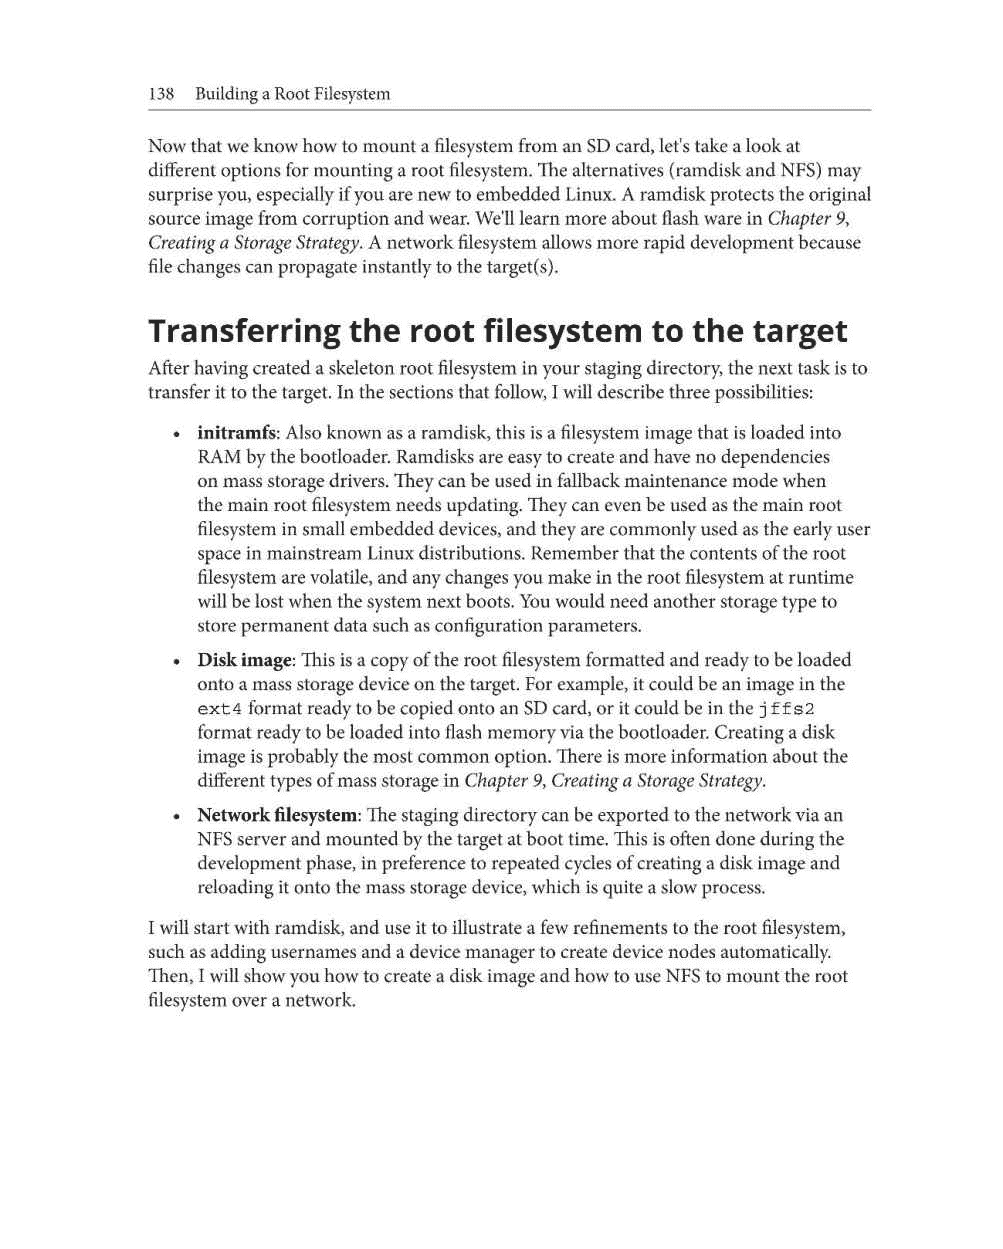 138 Building a Root Filesystem
Now that we know how to mount a filesystem from an SD card, let's take a look at
different options for mounting a root filesystem. The alternatives (ramdisk and NFS) may
surprise you, especially if you are new to embedded Linux. A ramdisk protects the original
source image from corruption and wear. We'll learn more about flash ware in Chapter 9,
Creating a Storage Strategy. A network filesystem allows more rapid development because
file changes can propagate instantly to the target(s).
Transferring the root filesystem to the target
After having created a skeleton root filesystem in your staging directory, the next task is to
transfer it to the target. In the sections that follow, I will describe three possibilities:
• initramfs: Also known as a ramdisk, this is a filesystem image that is loaded into
RAM by the bootloader. Ramdisks are easy to create and have no dependencies
on mass storage drivers. They can be used in fallback maintenance mode when
the main root filesystem needs updating. They can even be used as the main root
filesystem in small embedded devices, and they are commonly used as the early user
space in mainstream Linux distributions. Remember that the contents of the root
filesystem are volatile, and any changes you make in the root filesystem at runtime
will be lost when the system next boots. You would need another storage type to
store permanent data such as configuration parameters.
• Disk image: This is a copy of the root filesystem formatted and ready to be loaded
onto a mass storage device on the target. For example, it could be an image in the
ext4 format ready to be copied onto an SD card, or it could be in the jffs2
format ready to be loaded into flash memory via the bootloader. Creating a disk
image is probably the most common option. There is more information about the
different types of mass storage in Chapter 9, Creating a Storage Strategy.
• Network filesystem: The staging directory can be exported to the network via an
NFS server and mounted by the target at boot time. This is often done during the
development phase, in preference to repeated cycles of creating a disk image and
reloading it onto the mass storage device, which is quite a slow process.
I will start with ramdisk, and use it to illustrate a few refinements to the root filesystem,
such as adding usernames and a device manager to create device nodes automatically.
Then, I will show you how to create a disk image and how to use NFS to mount the root
filesystem over a network.